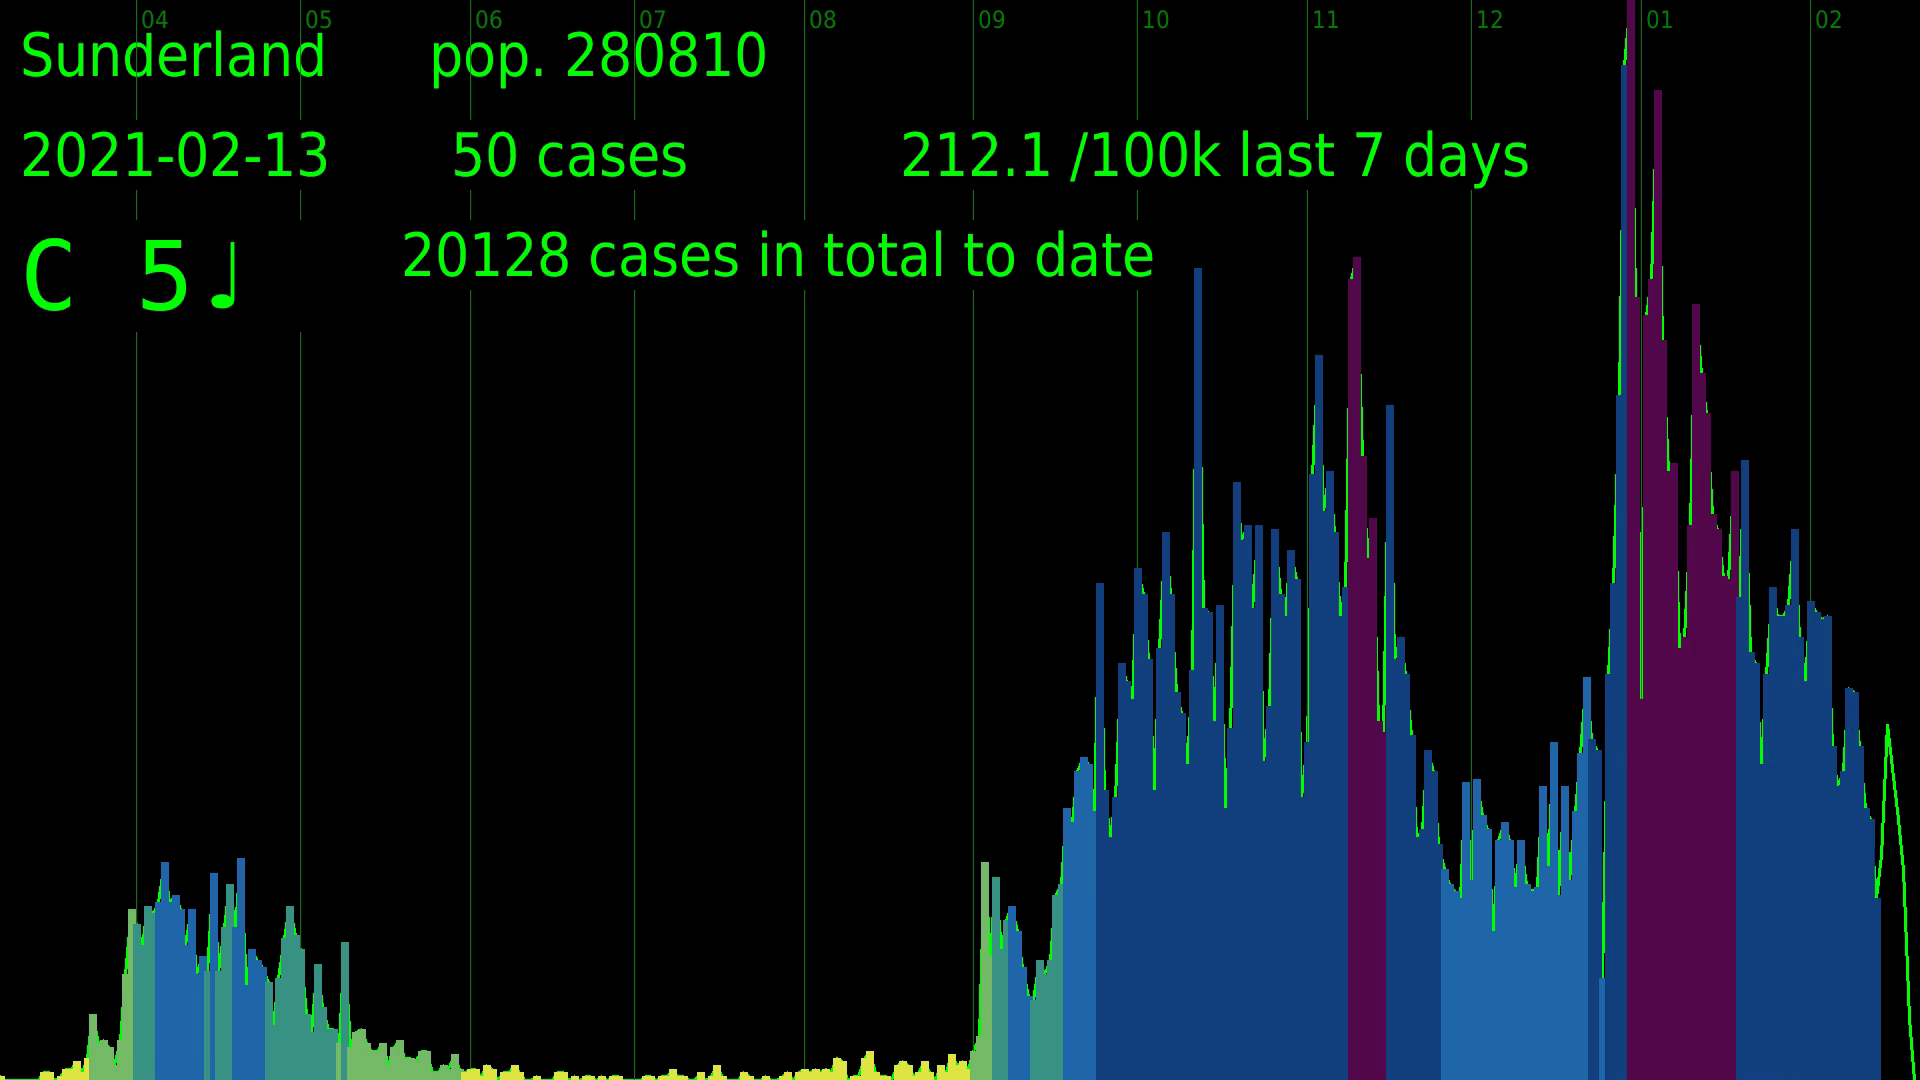 04 05 06 07 08 09 10 11 12 01 02
Sunderland pop. 280810
2021-02-13 50 cases 212.1 /100k last 7 days
C 5♩ 20128 cases in total to date